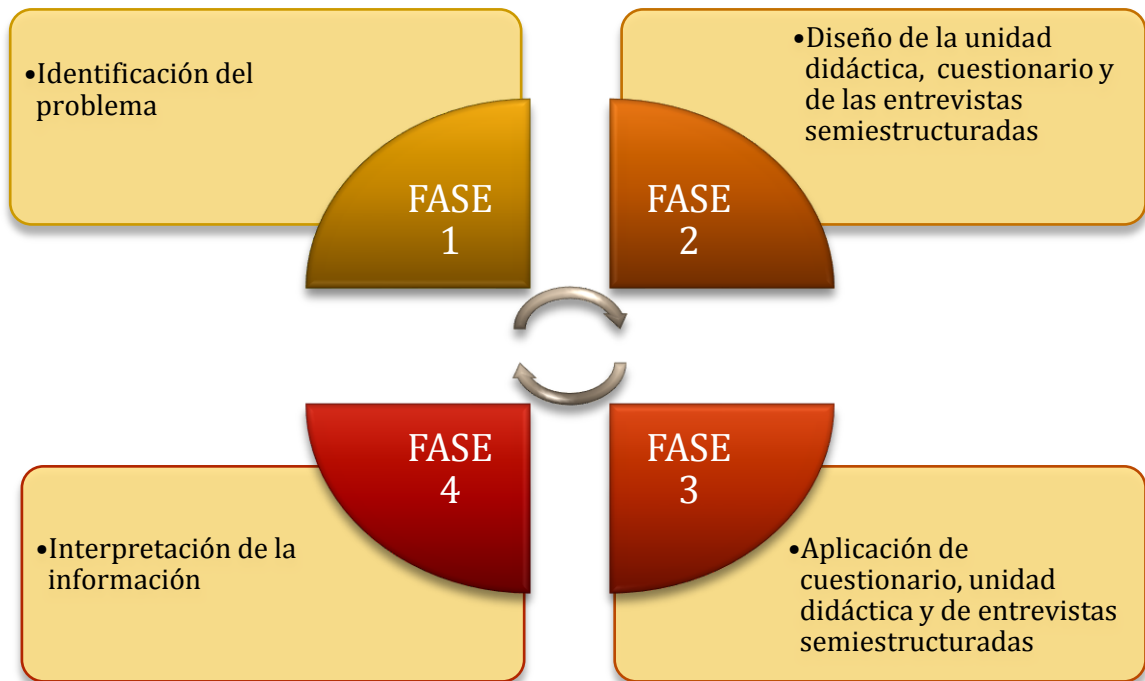 •Identificación del
problema
FASE
1
•Diseño de la unidad
didáctica, cuestionario y
de las entrevistas
semiestructuradas
FASE
2
•Aplicación de
cuestionario, unidad
didáctica y de entrevistas
semiestructuradas
FASE
3
•Interpretación de la
información
FASE
4